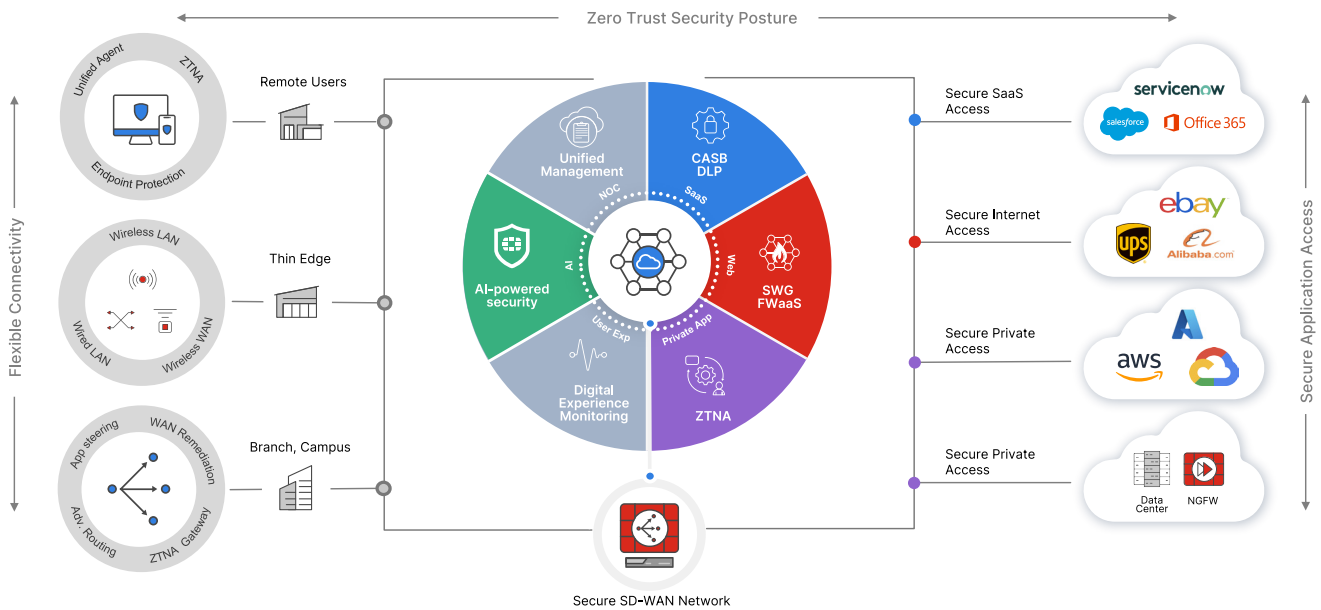 Zero Trust Security Posture
Flexible Connectivity
Unified Agent
ZTNA
Endpoint Protection
Remote Users
Wireless LAN
Wired LAN
Wireless WAN
Thin Edge
App steering
WAN Remediation
Adv. Routing
ZTNA Gateway
Branch, Campus
Unified
Management
NOC
CASB
DLP
SaaS
AI-powered
security
AI
SWG
FWaaS
Web
Digital
Experience
Monitoring
User Exp
ZTNA
Private App
Secure SD-WAN Network
Secure SaaS
Access
servicenow
salesforce
Office 365
Secure Internet
Access
ebay
ups
Alibaba.com
Secure Private
Access
aws
Secure Private
Access
Data
Center
NGFW
Secure Application Access